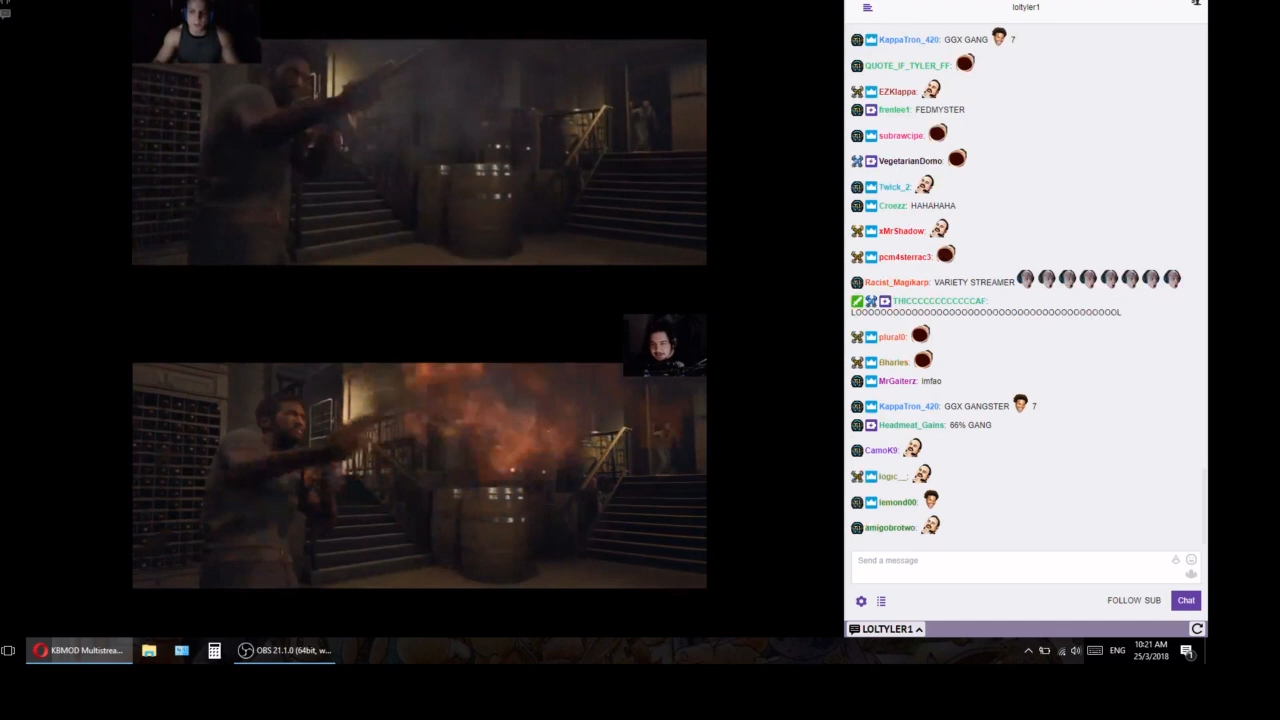 loltyler1
KappaTron_420: GGX GANG 7
QUOTE_IF_TYLER_FF:
EZKlappa:
frenlee1: FEDMYSTER
subrawcipe:
VegetarianDomo:
Twick_2:
Croezz: HAHAHAHA
xMrShadow:
pcm4sterrac3:
Racist_Magikarp: VARIETY STREAMER
THICCCCCCCCCCCCAF:
plural0:
Bharles:
MrGaiterz: lmfao
KappaTron_420: GGX GANGSTER 7
Headmeat_Gains: 66% GANG
CamoK9:
logic__:
lemond00:
amigobrotwo:
Send a message
FOLLOW SUB Chat
LOLTYLER1
KBMOD Multistrea...
OBS 21.1.0 (64bit, w...
ENG
10:21 AM
25/3/2018
1